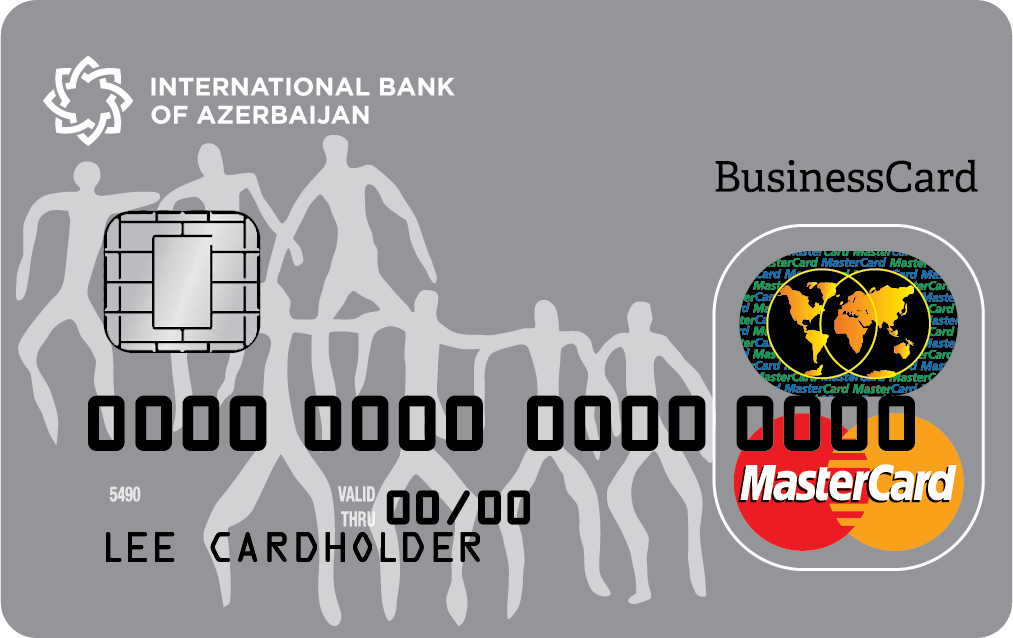 INTERNATIONAL BANK
OF AZERBAIJAN
BusinessCard
0000 0000 0000 0000
MasterCard
5490
VALID
THRU
00/00
LEE CARDHOLDER